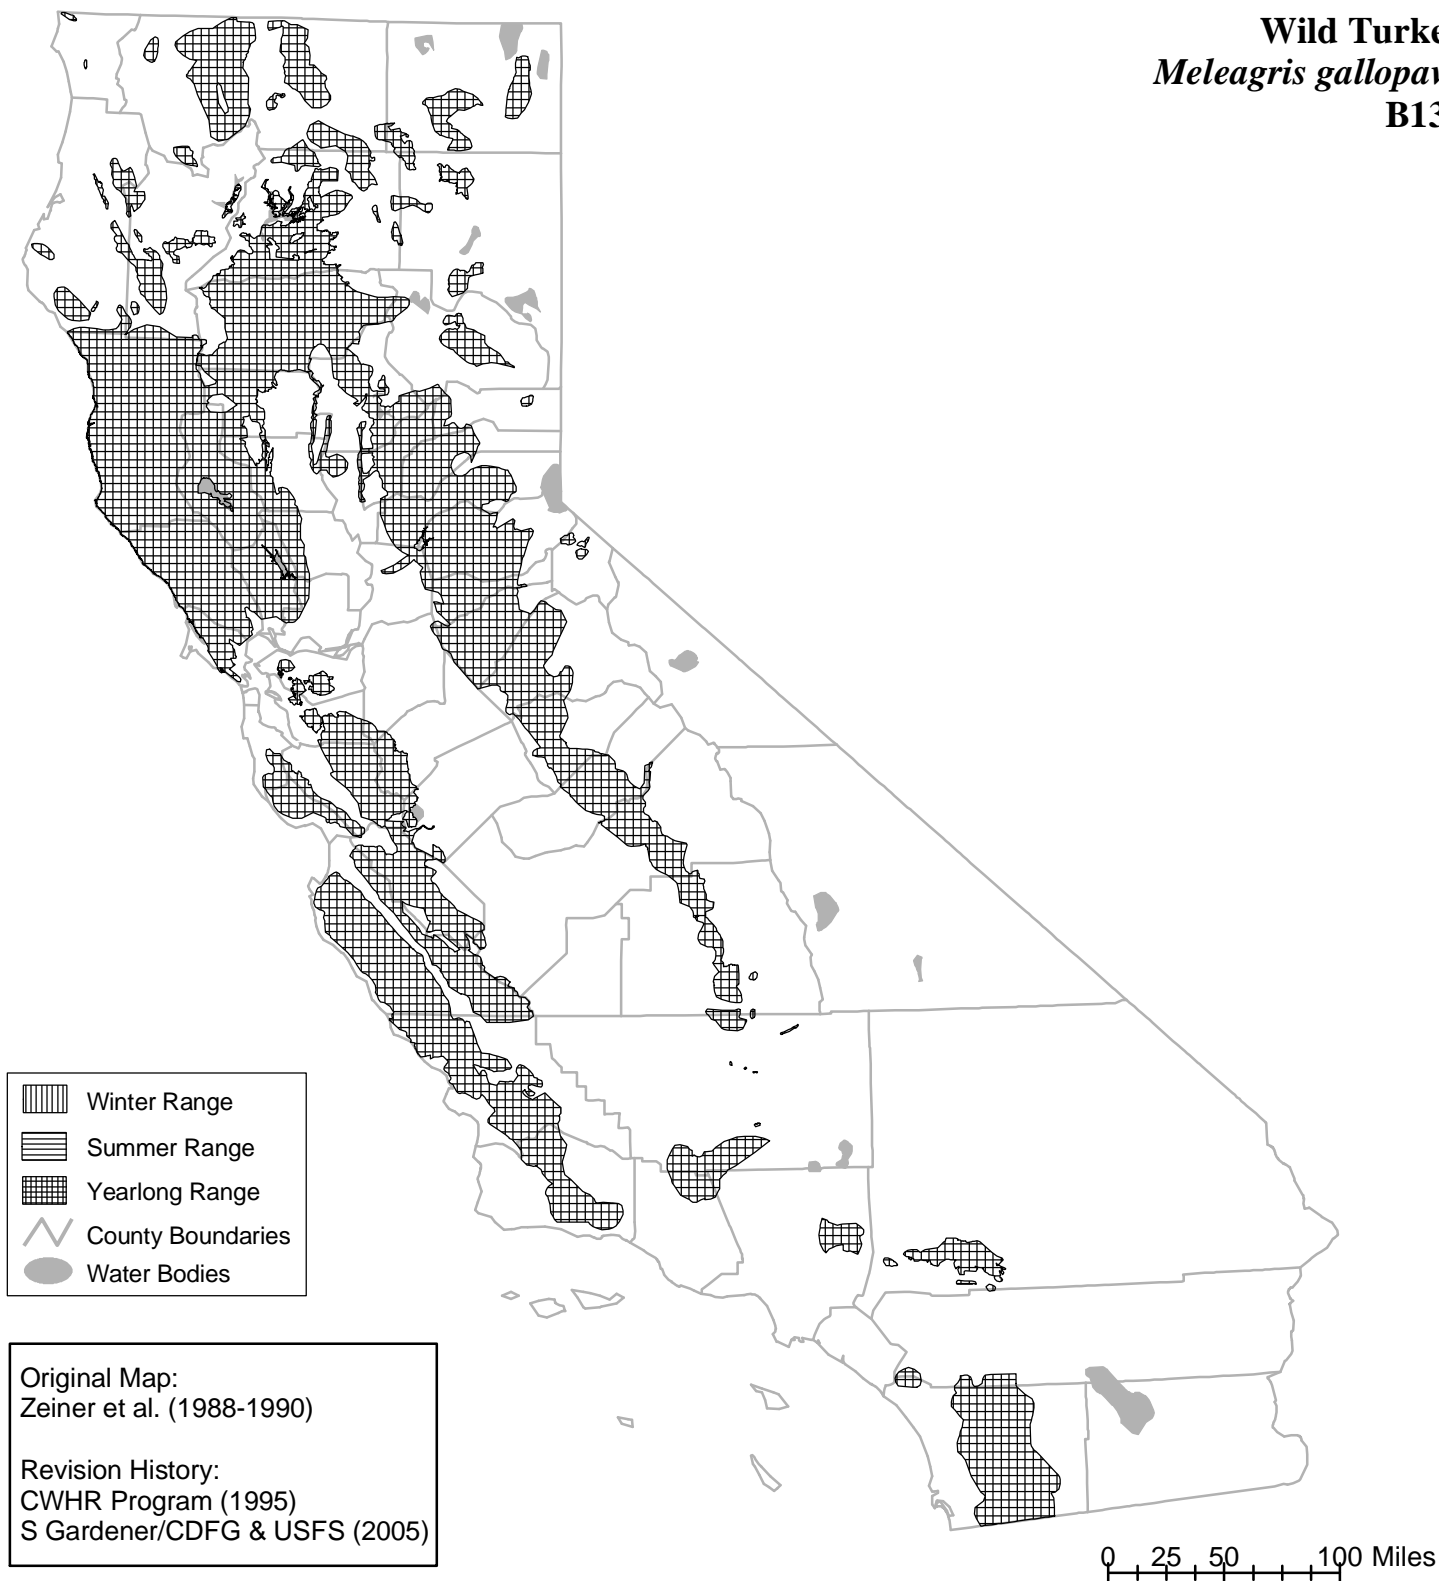 Wild Turke
Meleagris gallopav
B13
Winter Range
Summer Range
Yearlong Range
County Boundaries
Water Bodies
Original Map:
Zeiner et al. (1988-1990)
Revision History:
CWHR Program (1995)
S Gardener/CDFG & USFS (2005)
0 25 50 100 Miles